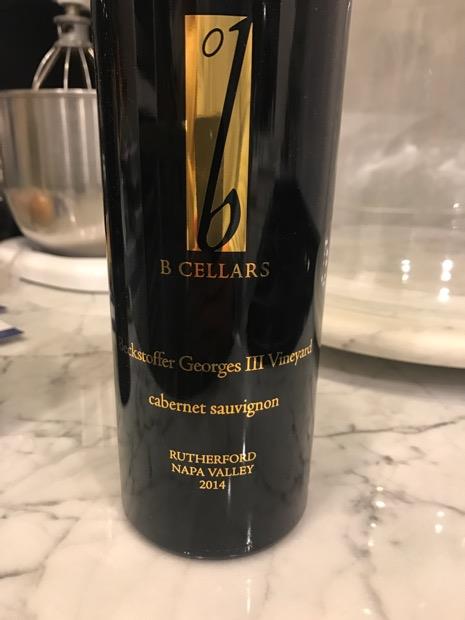 b
B CELLARS
Beckstoffer Georges III Vineyard
cabernet sauvignon
RUTHERFORD
NAPA VALLEY
2014